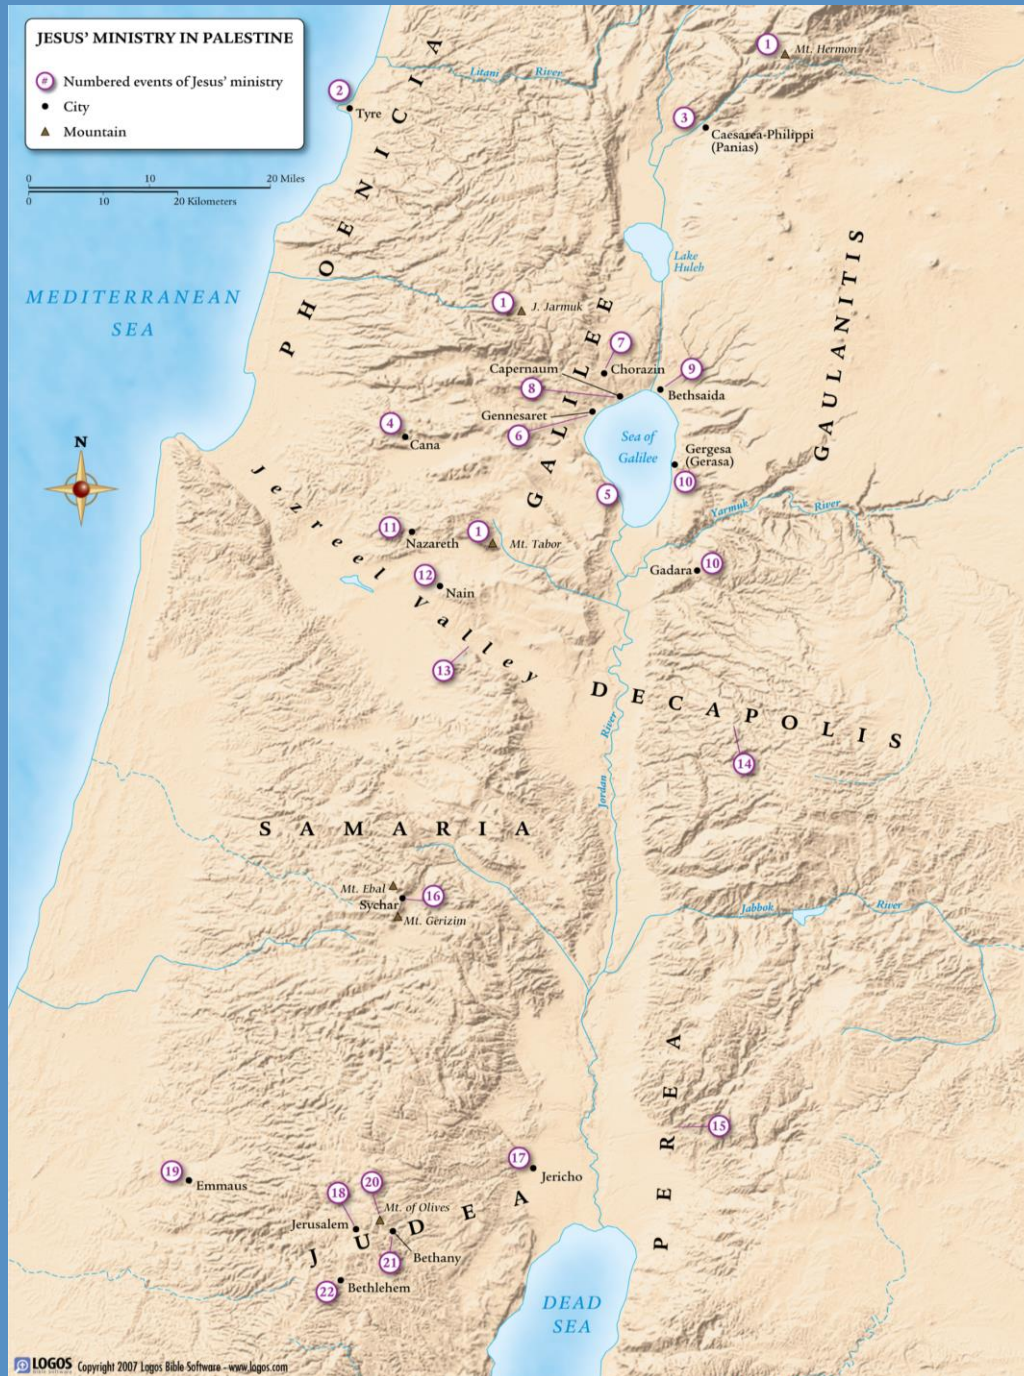 JESUS' MINISTRY IN PALESTINE
# Numbered events of Jesus' ministry
City
Mountain
0 10 20 Miles
0 10 20 Kilometers
1
Mt. Hermon
Litani River
2
Tyre
3
Caesarea-Philippi
(Panias)
PHOENICIA
Lake
Huleh
MEDITERRANEAN
SEA
GAULANITIS
1
J. Jarmuk
GALILEE
7
Capernaum
Chorazin
9
8
Bethsaida
Gennesaret
4
6
Cana
Sea of
Galilee
N
Gergesa
(Gerasa)
10
5
Jezreel Valley
Yarmuk River
11
Nazareth
1
Mt. Tabor
Gadara
10
12
Nain
13
DECAPOLIS
14
Jordan River
SAMARIA
Mt. Ebal
16
Sychar
Mt. Gerizim
Jabbok River
PEREA
15
17
Jericho
19
Emmaus
20
18
Mt. of Olives
Jerusalem
JUDEA
21
Bethany
22
Bethlehem
DEAD
SEA
LOGOS Copyright 2007 Logos Bible Software - www.logos.com